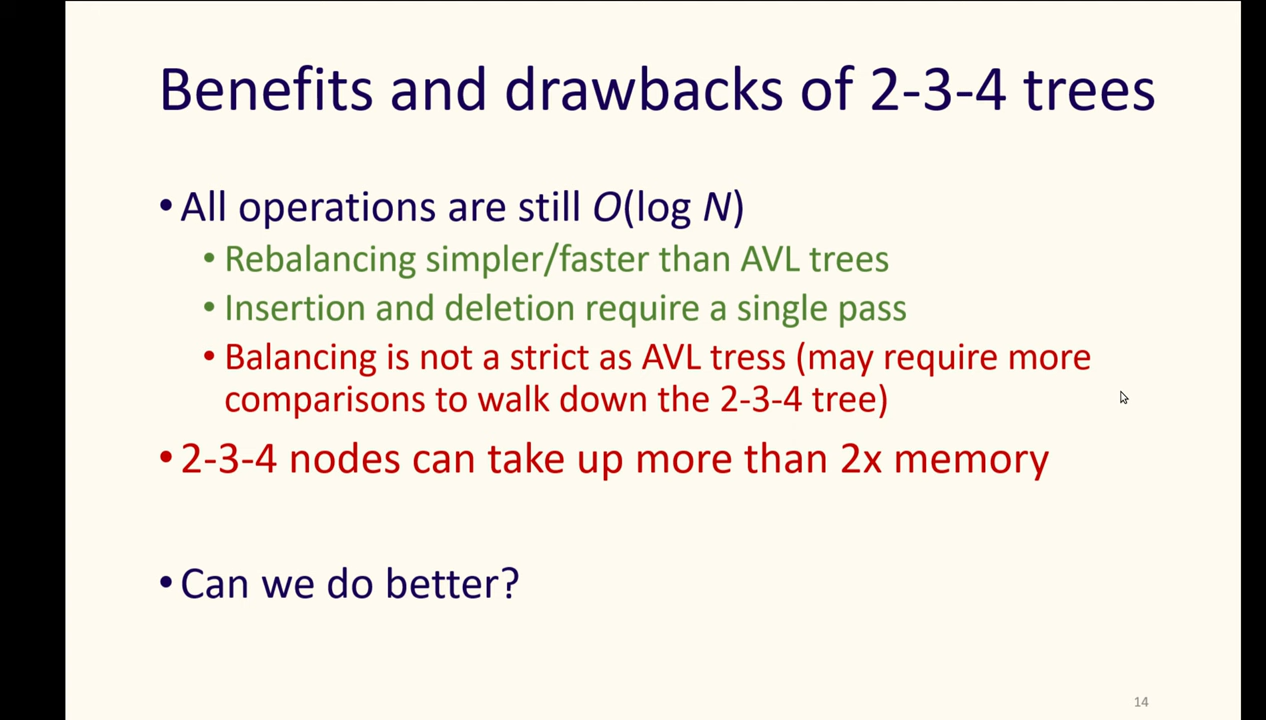 Benefits and drawbacks of 2-3-4 trees
• All operations are still O(log N)
• Rebalancing simpler/faster than AVL trees
• Insertion and deletion require a single pass
• Balancing is not a strict as AVL tress (may require more
comparisons to walk down the 2-3-4 tree)
• 2-3-4 nodes can take up more than 2x memory
• Can we do better?
14